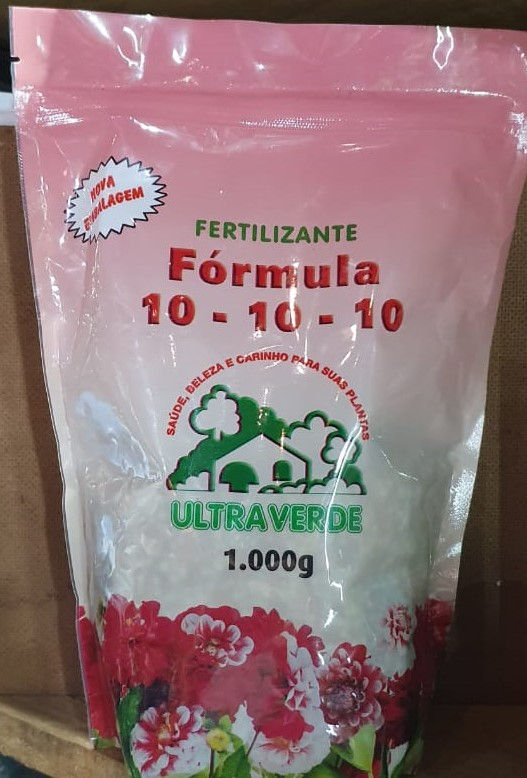 NOVA
EMBALAGEM
FERTILIZANTE
Fórmula
10 - 10 - 10
SAÚDE, BELEZA E CARINHO PARA SUAS PLANTAS
ULTRAVERDE
1.000g